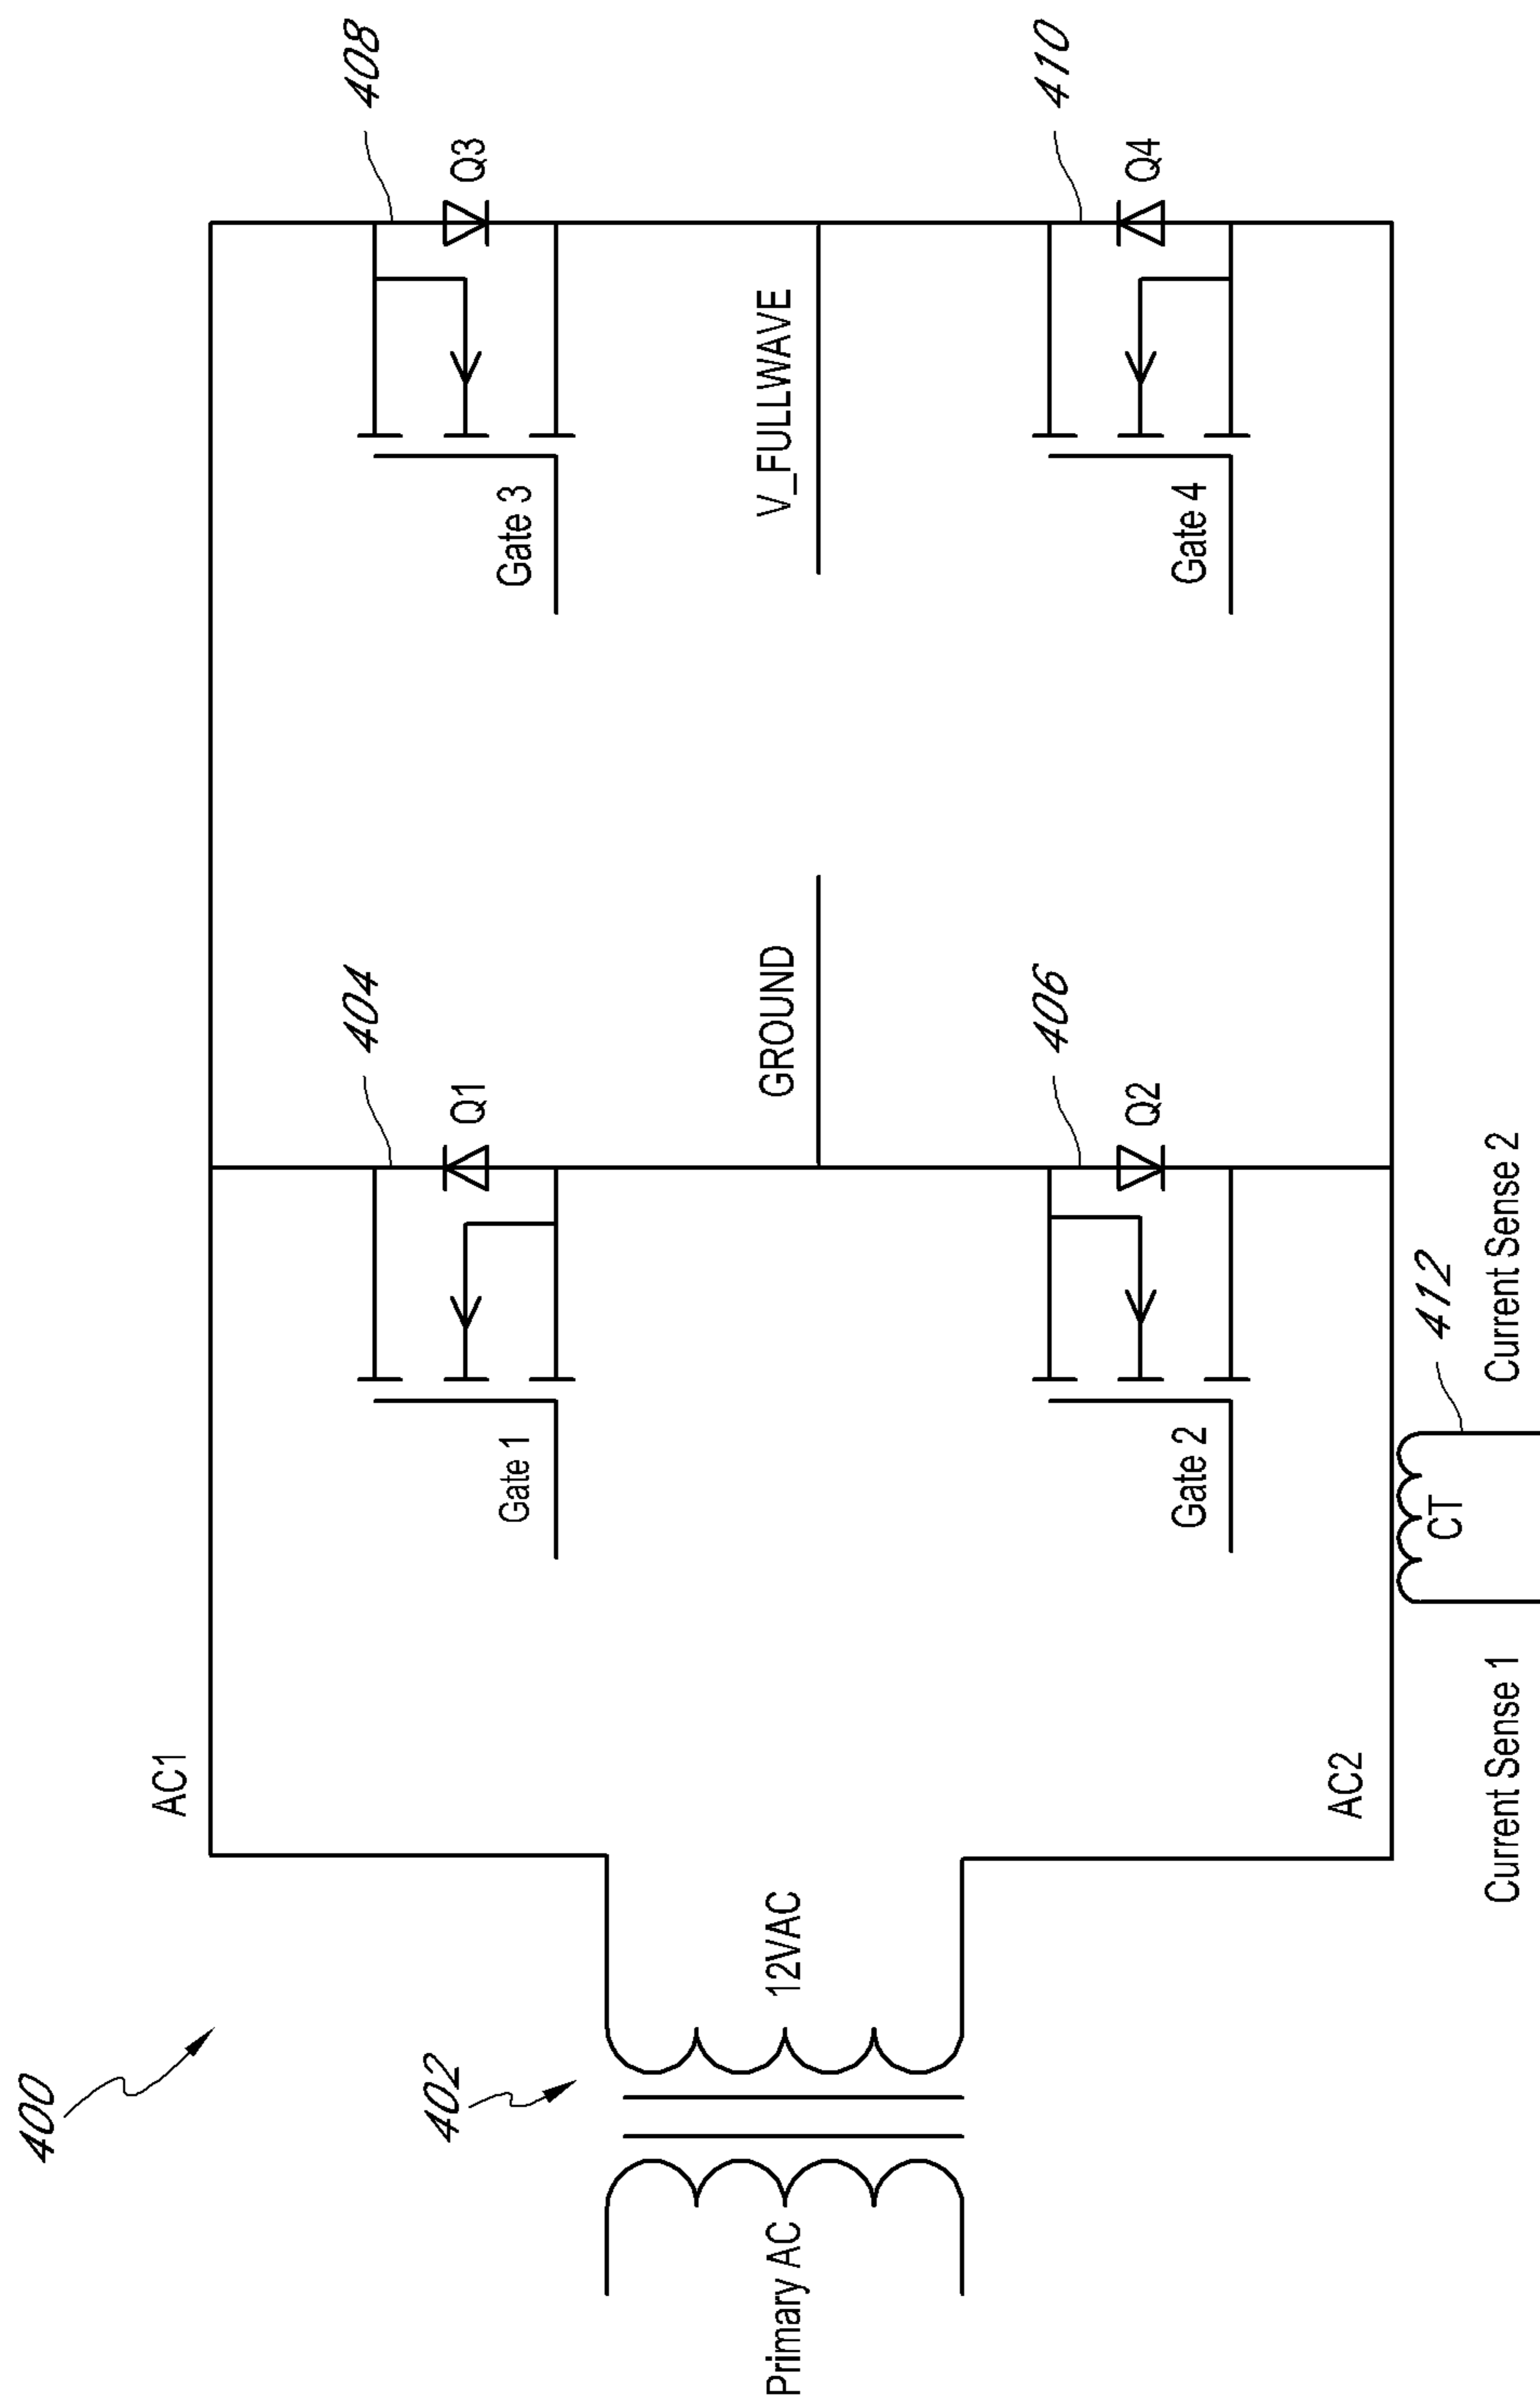 400
402
Primary AC
12VAC
AC1
AC2
404
Q1
Gate 1
GROUND
406
Q2
Gate 2
408
Q3
Gate 3
V_FULLWAVE
410
Q4
Gate 4
CT
412
Current Sense 1
Current Sense 2